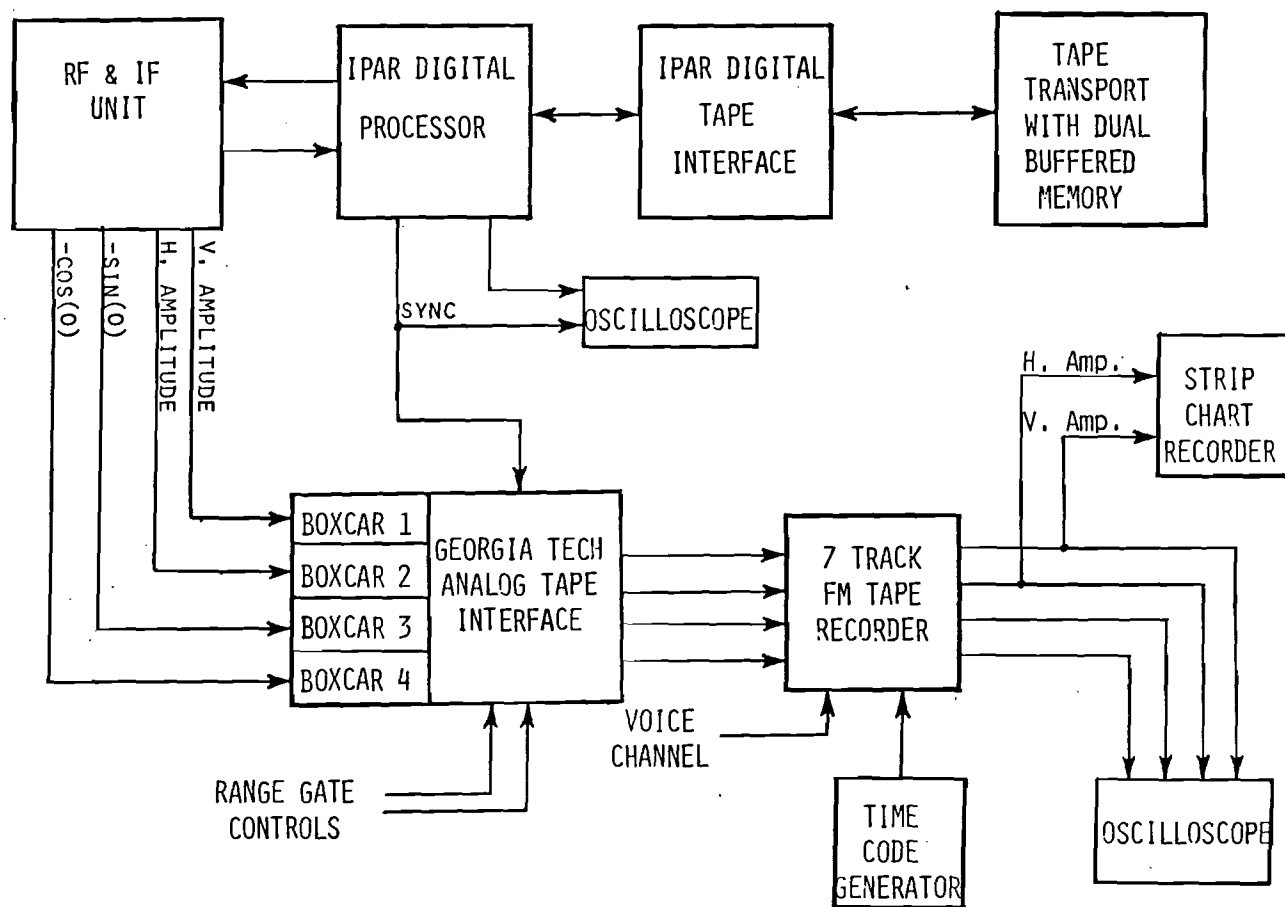 RF & IF
UNIT
IPAR DIGITAL
PROCESSOR
IPAR DIGITAL
TAPE
INTERFACE
TAPE
TRANSPORT
WITH DUAL
BUFFERED
MEMORY
-COS(0)
-SIN(0)
H, AMPLITUDE
V, AMPLITUDE
SYNC
OSCILLOSCOPE
H. Amp.
V. Amp.
STRIP
CHART
RECORDER
BOXCAR 1
BOXCAR 2
BOXCAR 3
BOXCAR 4
GEORGIA TECH
ANALOG TAPE
INTERFACE
7 TRACK
FM TAPE
RECORDER
VOICE
CHANNEL
RANGE GATE
CONTROLS
TIME
CODE
GENERATOR
OSCILLOSCOPE